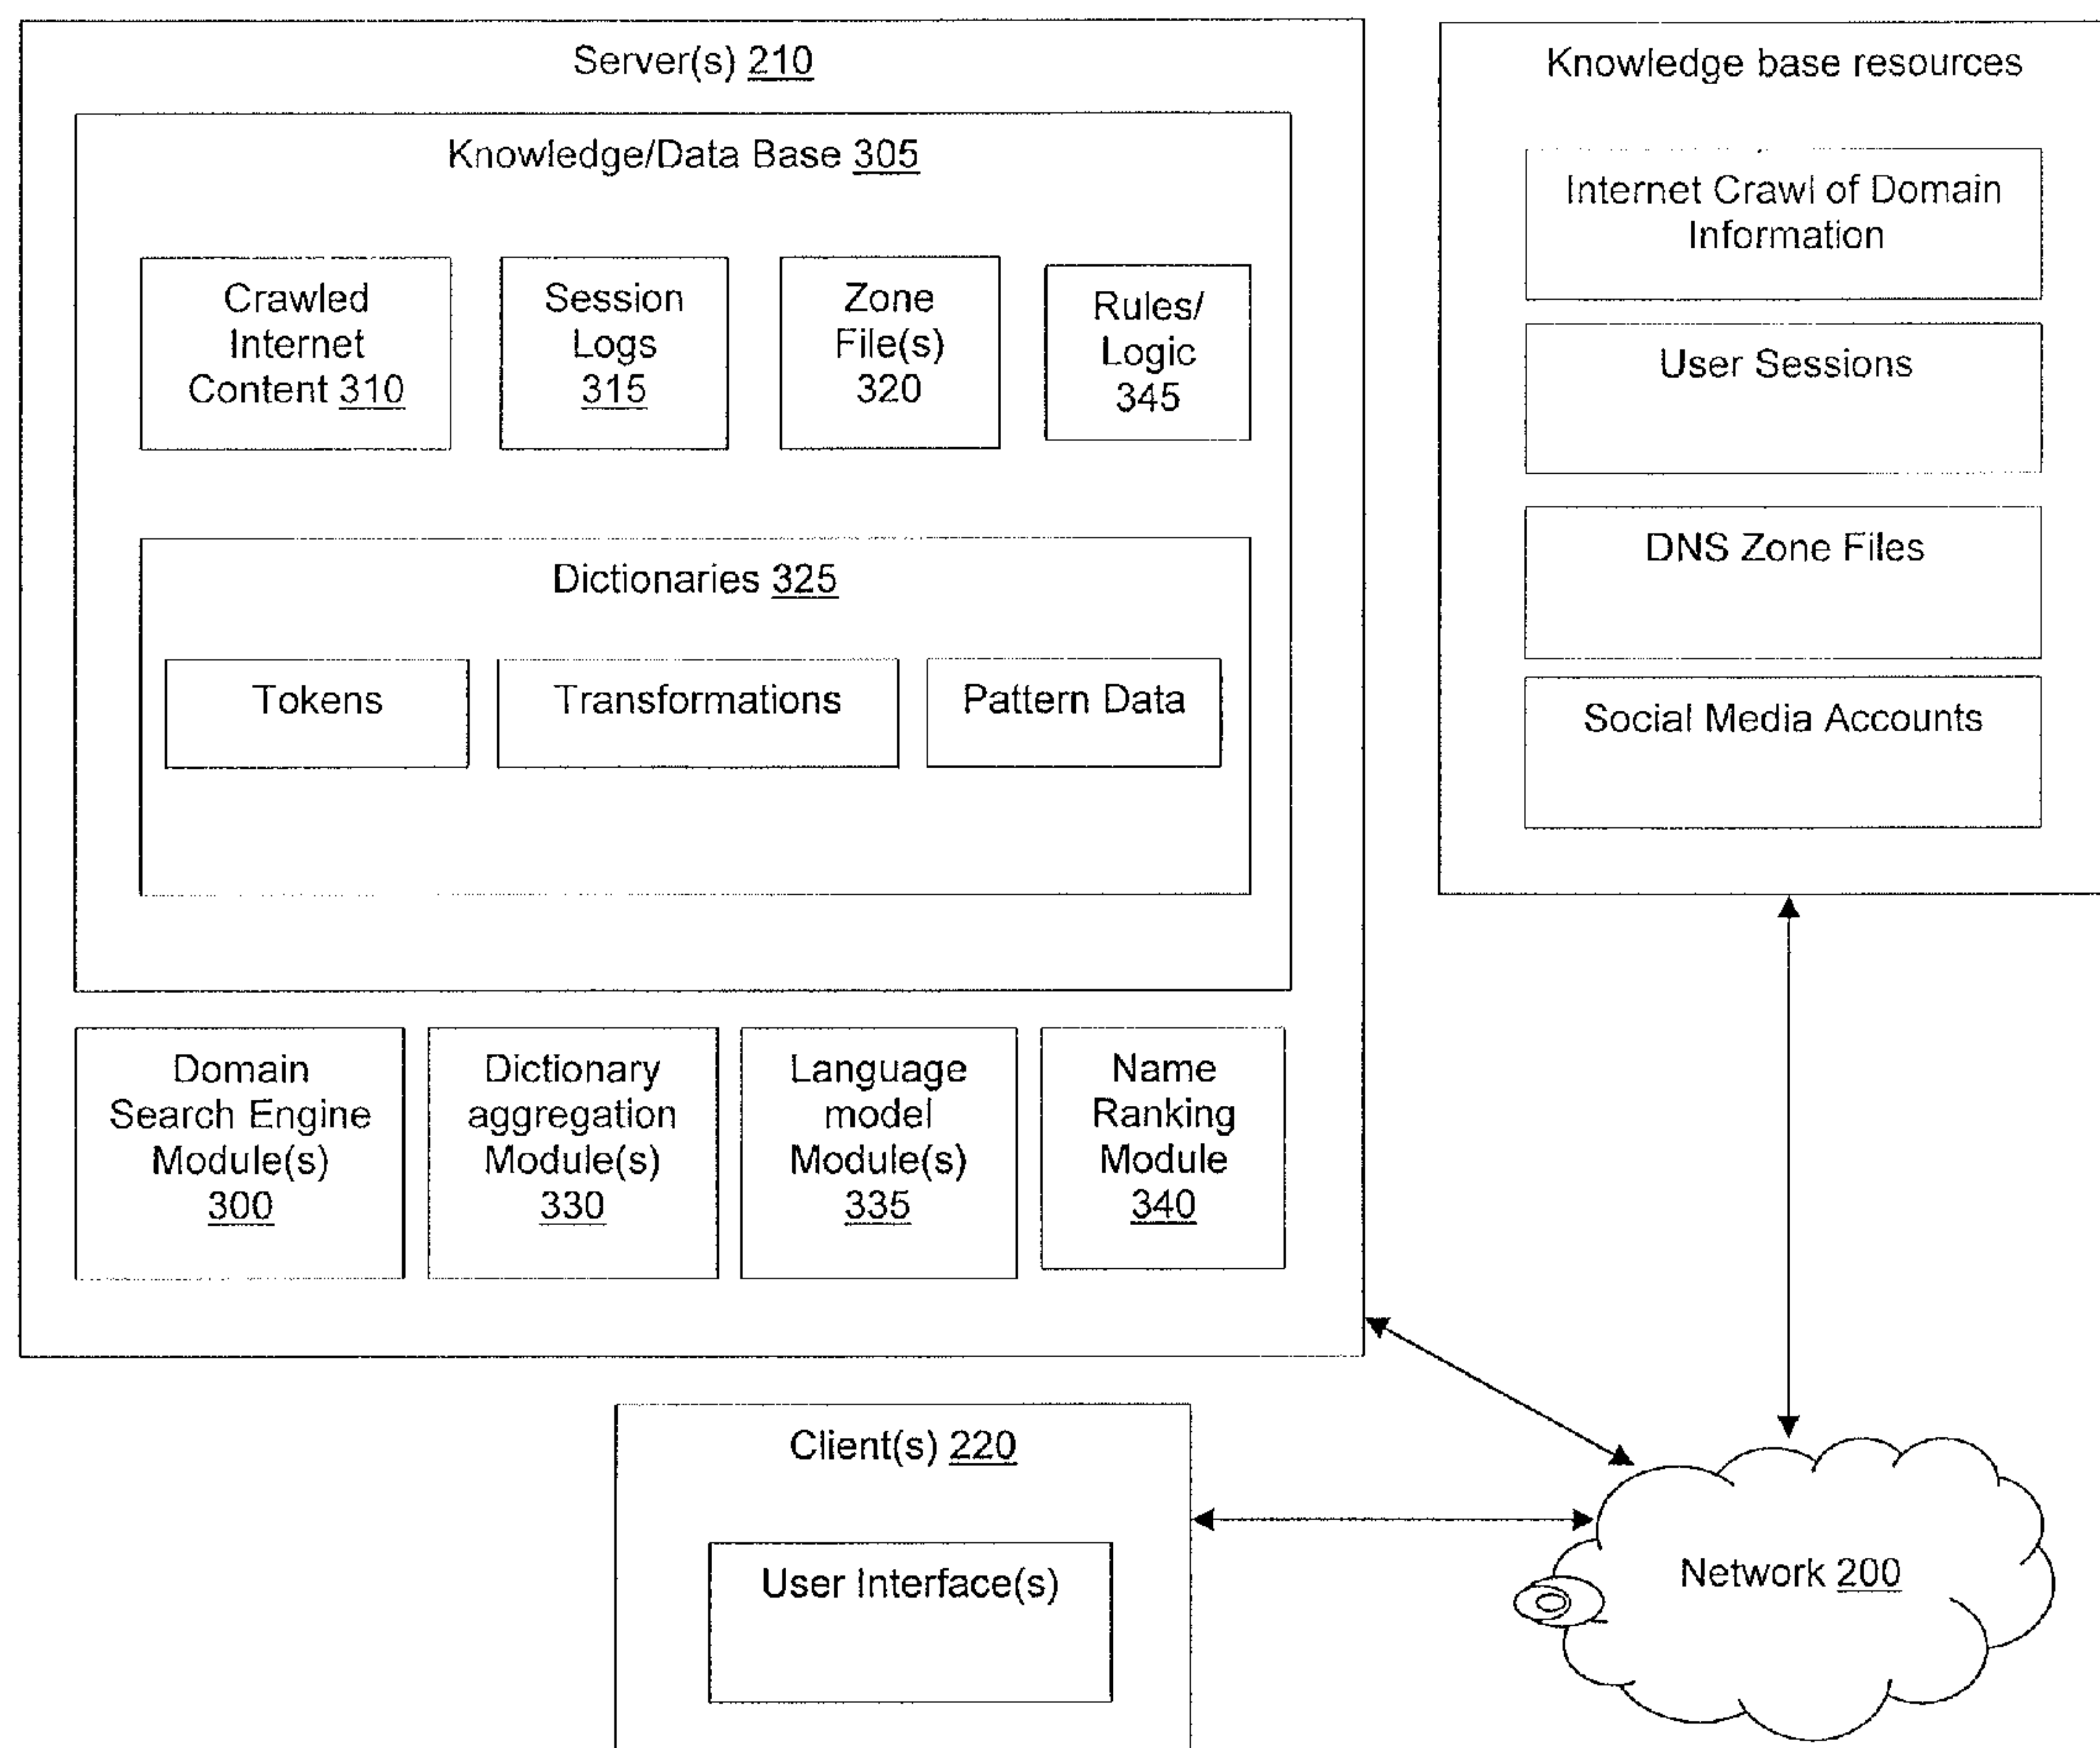 Server(s) 210
Knowledge/Data Base 305
Crawled
Internet
Content 310
Session
Logs
315
Zone
File(s)
320
Rules/
Logic
345
Dictionaries 325
Tokens
Transformations
Pattern Data
Domain
Search Engine
Module(s)
300
Dictionary
aggregation
Module(s)
330
Language
model
Module(s)
335
Name
Ranking
Module
340
Knowledge base resources
Internet Crawl of Domain
Information
User Sessions
DNS Zone Files
Social Media Accounts
Client(s) 220
User Interface(s)
Network 200